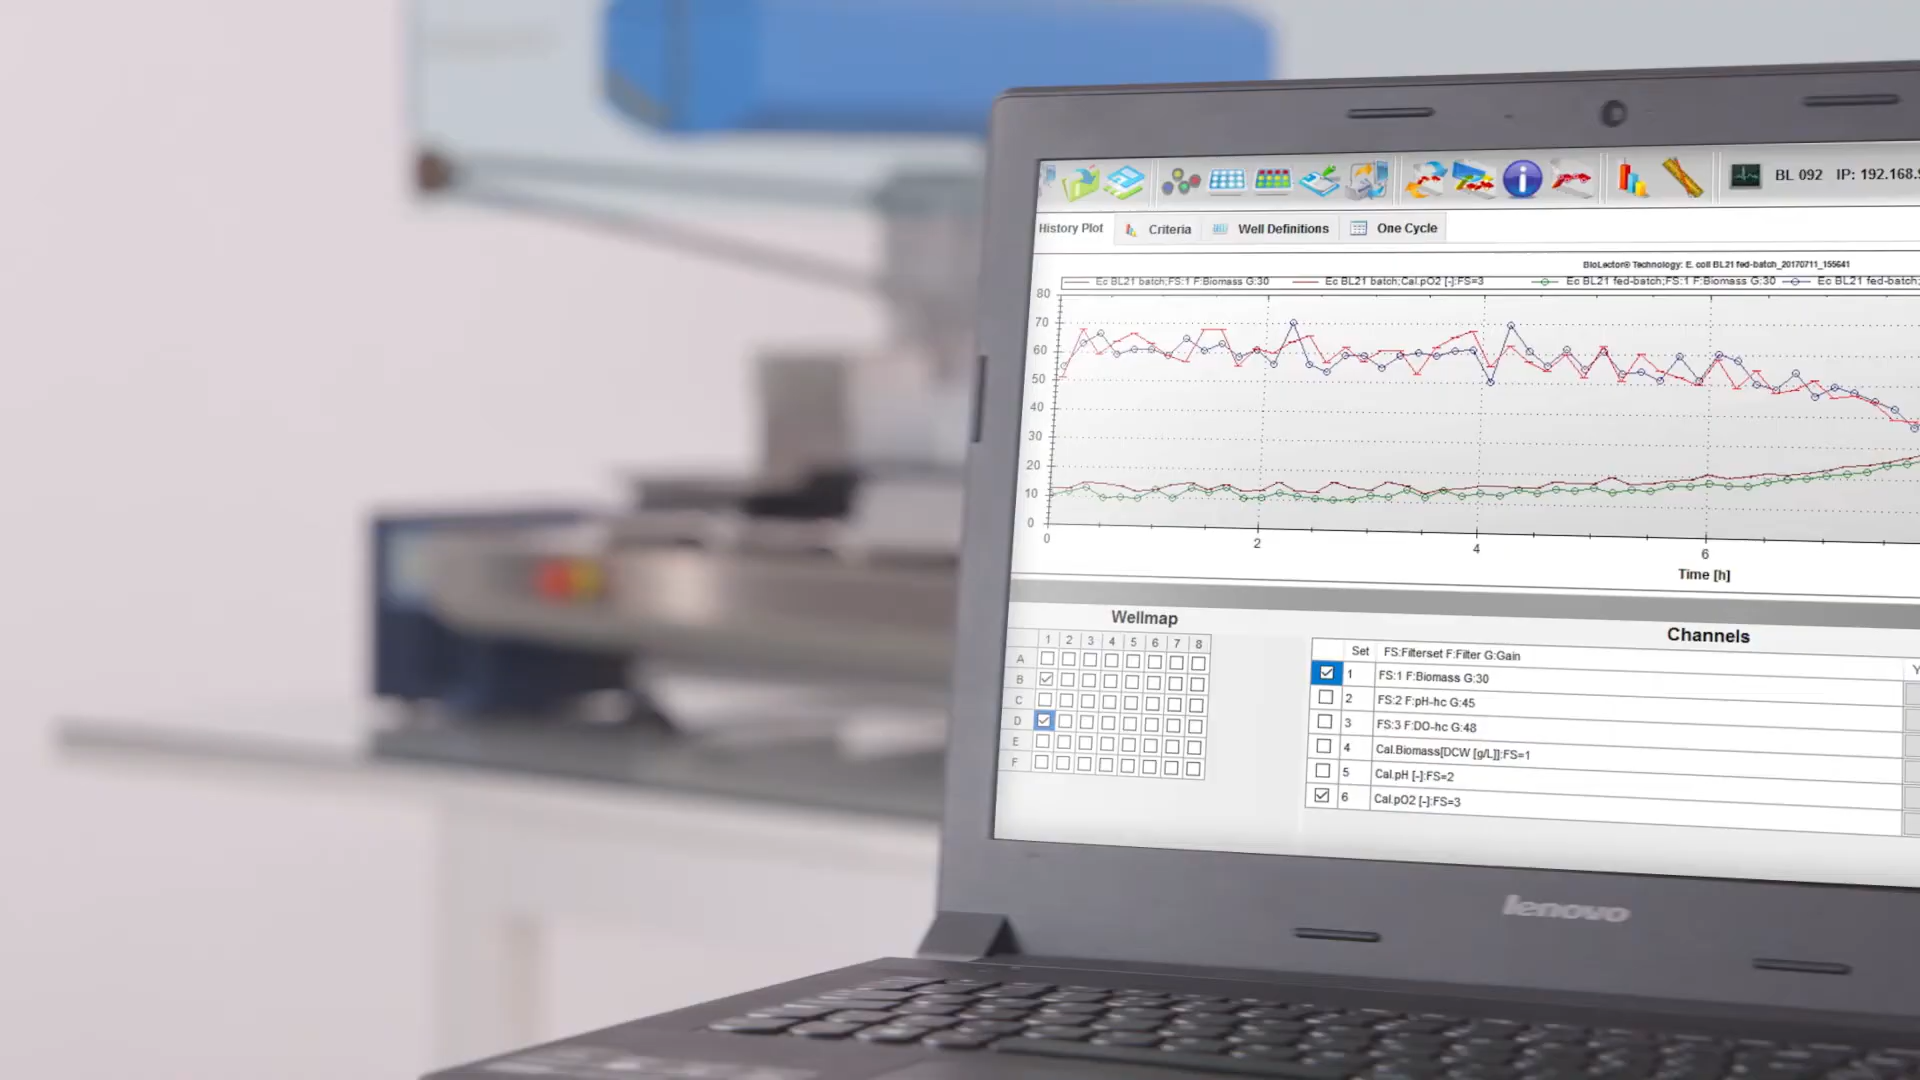 BL 092 IP: 192.168.9
History Plot Criteria Well Definitions One Cycle
BioLector® Technology: E. coli BL21 fed-batch_20170711_155641
Ec BL21 batch;FS:1 F:Biomass G:30 Ec BL21 batch;Cal.pO2 [-]:FS=3 Ec BL21 fed-batch;FS:1 F:Biomass G:30 Ec BL21 fed-batch;
80
70
60
50
40
30
20
10
0
0 2 4 6
Time [h]
Wellmap
1 2 3 4 5 6 7 8
A
B
C
D
E
F
Channels
Set FS:Filterset F:Filter G:Gain Y
1 FS:1 F:Biomass G:30
2 FS:2 F:pH-hc G:45
3 FS:3 F:DO-hc G:48
4 Cal.Biomass[DCW [g/L]]:FS=1
5 Cal.pH [-]:FS=2
6 Cal.pO2 [-]:FS=3
lenovo